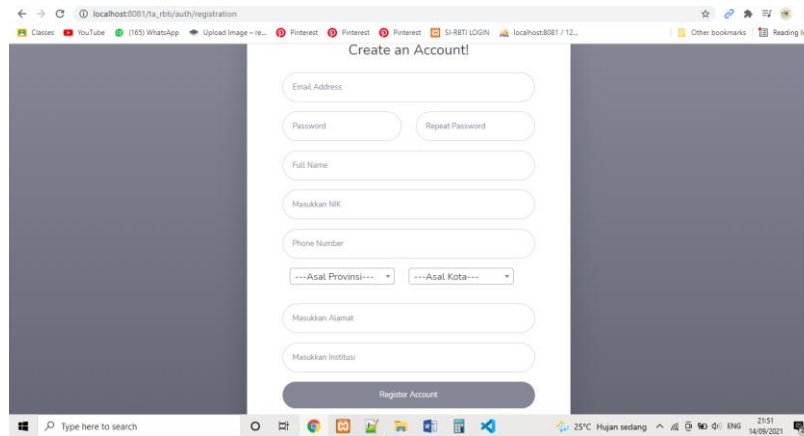 localhost:8081/ta_rbti/auth/registration
Classes YouTube (165) WhatsApp Upload Image – re... Pinterest Pinterest Pinterest SI-RBTI LOGIN localhost:8081 / 12... Other bookmarks Reading li
Create an Account!
Email Address
Password Repeat Password
Full Name
Masukkan NIK
Phone Number
---Asal Provinsi--- ---Asal Kota---
Masukkan Alamat
Masukkan Institusi
Register Account
Type here to search 25°C Hujan sedang ENG 21:51
14/09/2021